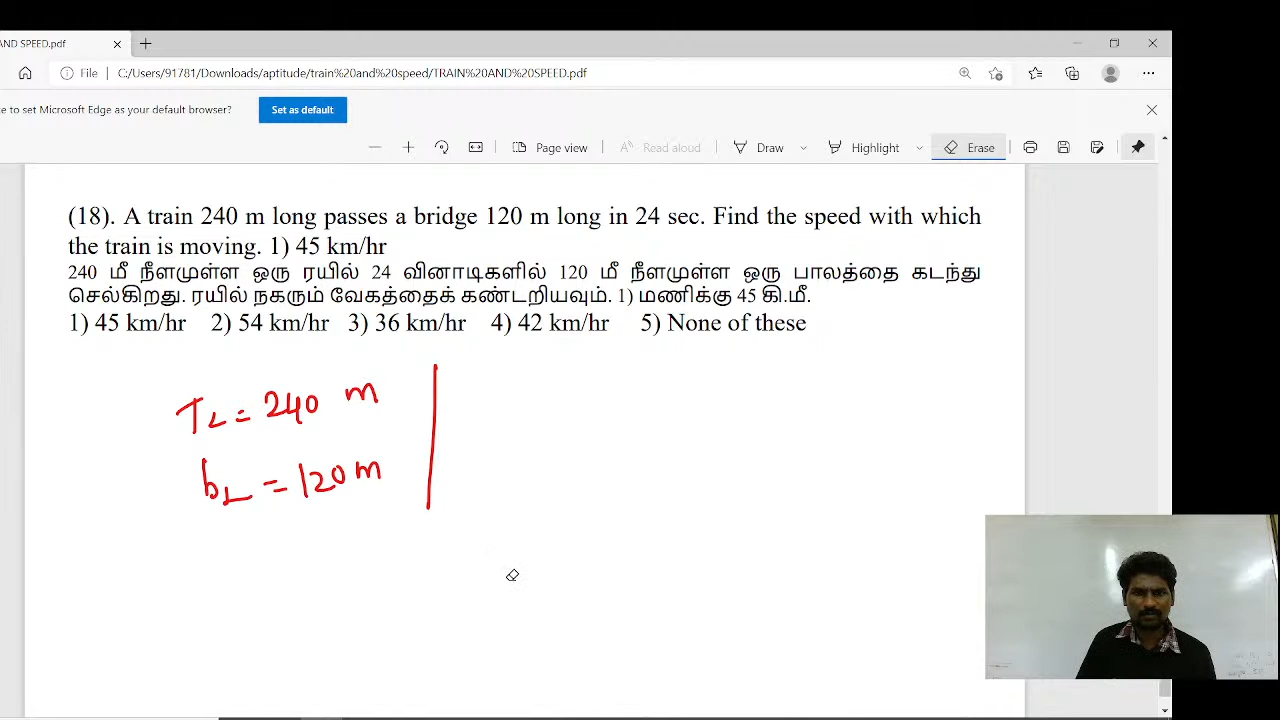 AND SPEED.pdf
File C:/Users/91781/Downloads/aptitude/train%20and%20speed/TRAIN%20AND%20SPEED.pdf
e to set Microsoft Edge as your default browser? Set as default
Page view Read aloud Draw Highlight Erase
(18). A train 240 m long passes a bridge 120 m long in 24 sec. Find the speed with which
the train is moving. 1) 45 km/hr
240 மீ நீளமுள்ள ஒரு ரயில் 24 வினாடிகளில் 120 மீ நீளமுள்ள ஒரு பாலத்தை கடந்து
செல்கிறது. ரயில் நகரும் வேகத்தைக் கண்டறியவும். 1) மணிக்கு 45 கி.மீ.
1) 45 km/hr 2) 54 km/hr 3) 36 km/hr 4) 42 km/hr 5) None of these
TL = 240 m
bL = 120 m